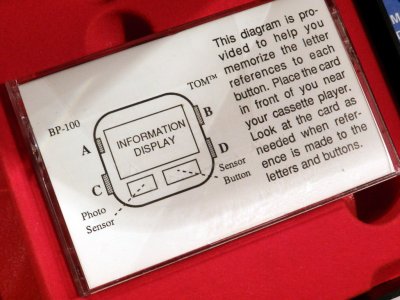 This diagram is pro-
vided to help you
memorize the letter
references to each
button. Place the card
in front of you near
your cassette player.
Look at the card as
needed when refer-
ence is made to the
letters and buttons.
BP-100
TOM™
A
B
INFORMATION
DISPLAY
C
D
Photo
Sensor
Sensor
Button